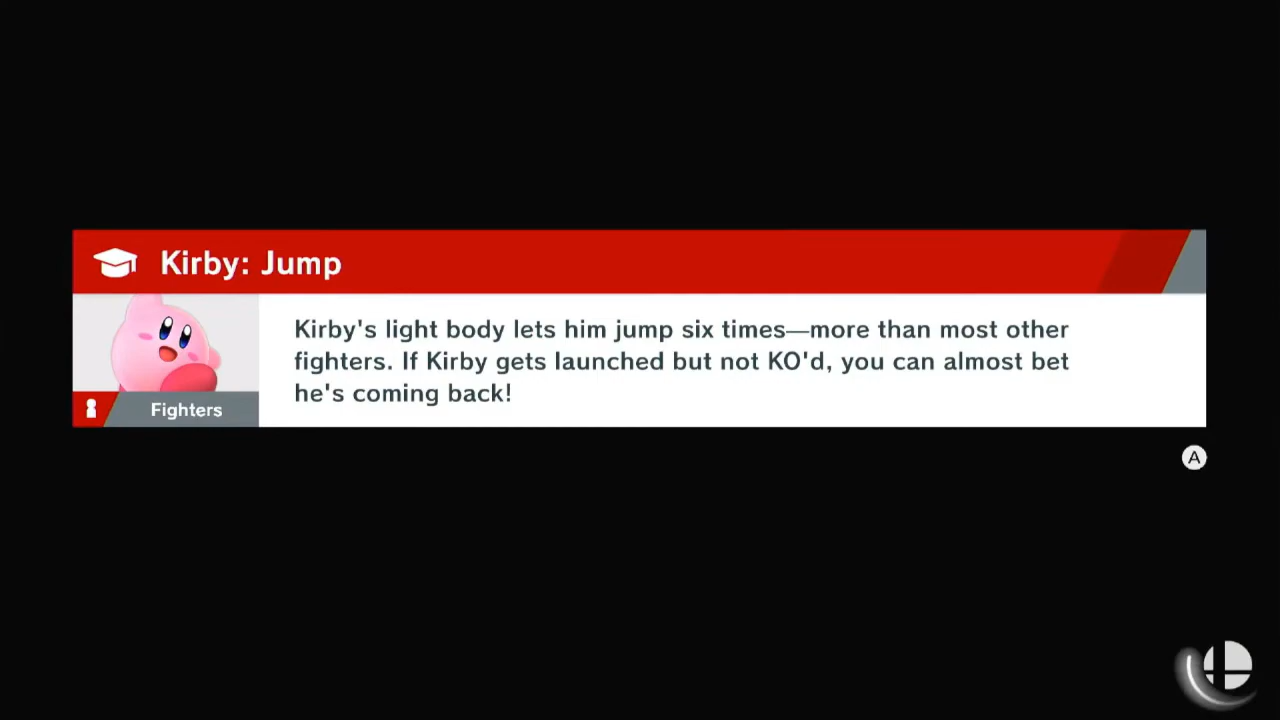 Kirby: Jump
Kirby's light body lets him jump six times—more than most other
fighters. If Kirby gets launched but not KO'd, you can almost bet
he's coming back!
Fighters
A